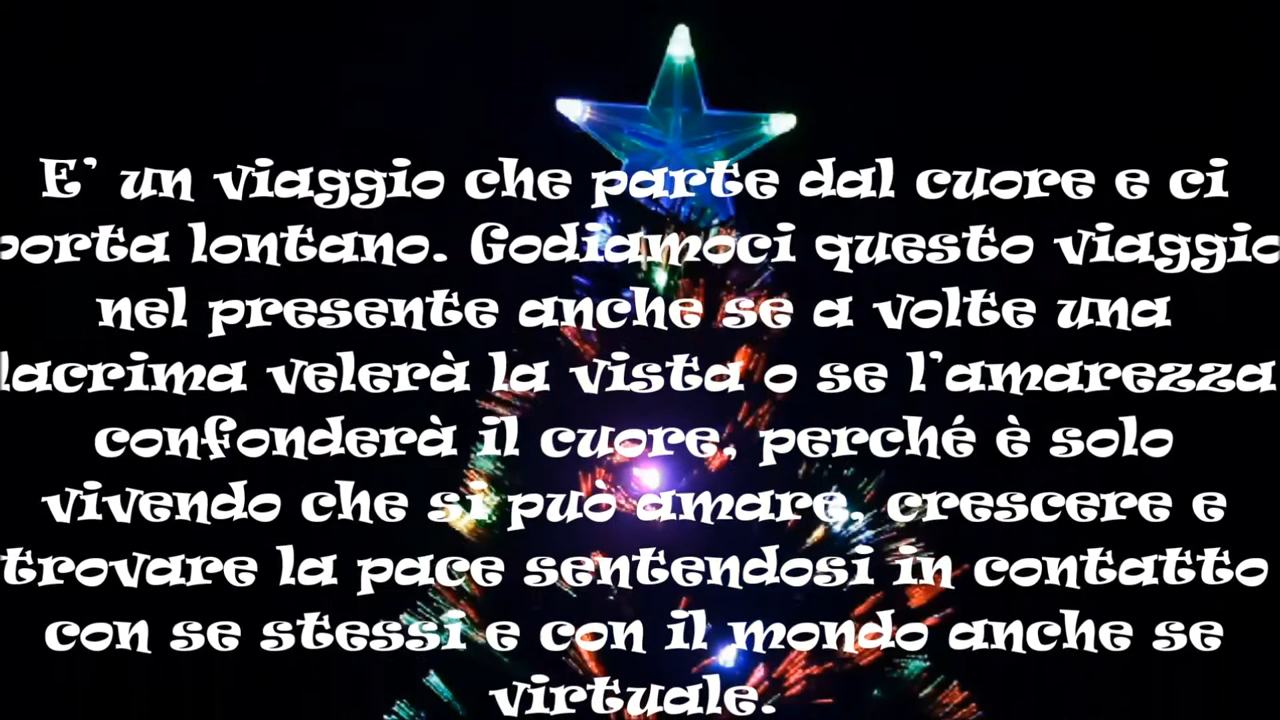 E' un viaggio che parte dal cuore e ci
porta lontano. Godiamoci questo viaggio
nel presente anche se a volte una
lacrima velerà la vista o se l'amarezza
confonderà il cuore, perché è solo
vivendo che si può amare, crescere e
trovare la pace sentendosi in contatto
con se stessi e con il mondo anche se
virtuale.